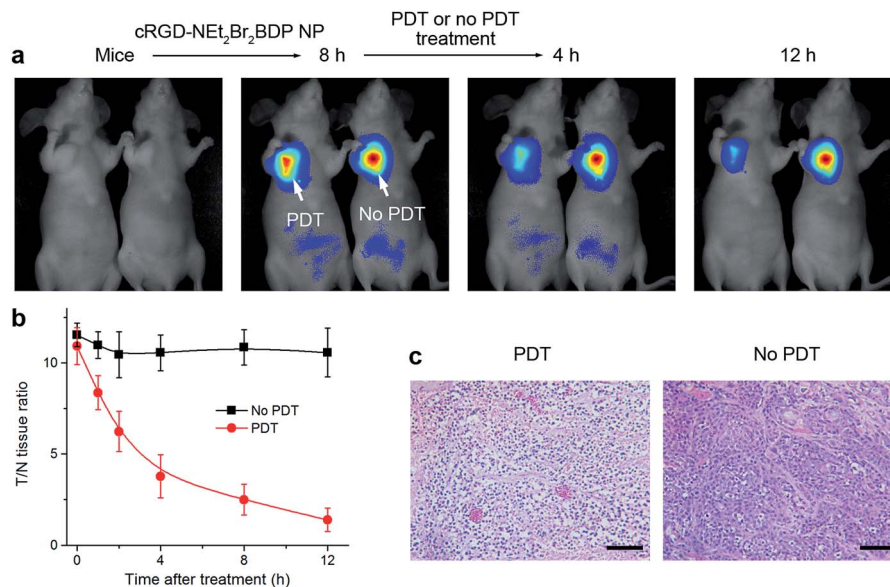 a
Mice
cRGD-NEt₂Br₂BDP NP
8 h
PDT or no PDT
treatment
4 h
12 h
PDT
No PDT
b
T/N tissue ratio
10
5
0
No PDT
PDT
0
4
8
12
Time after treatment (h)
c
PDT
No PDT